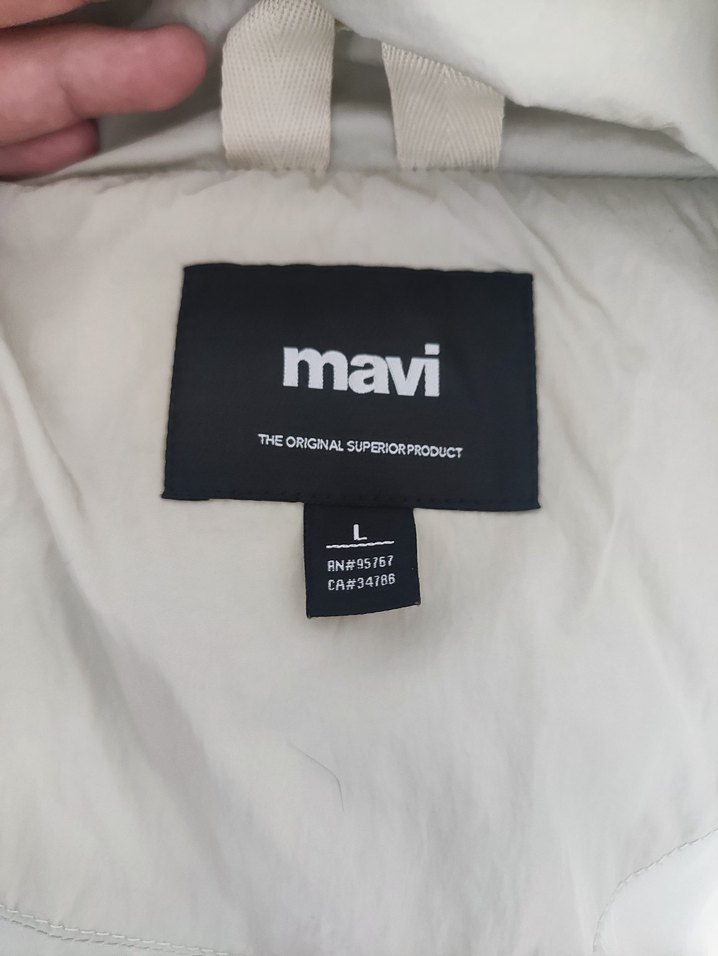 mavi
THE ORIGINAL SUPERIOR PRODUCT
L
RN#95767
CA#34786